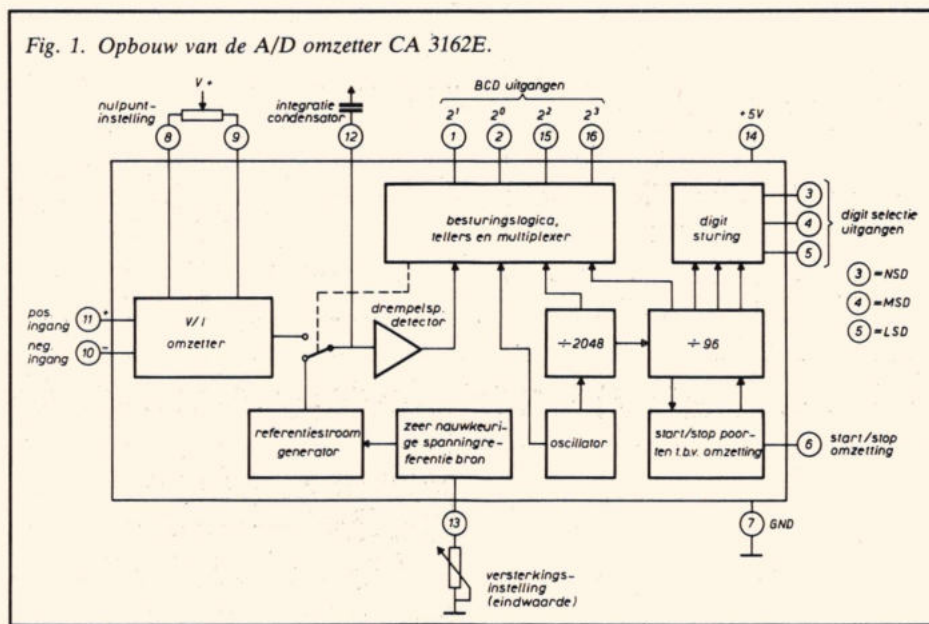 Fig. 1. Opbouw van de A/D omzetter CA 3162E.
V +
nulpunt-
instelling
8
9
integratie
condensator
12
BCD uitgangen
2¹ 2⁰ 2² 2³
1 2 15 16
+5V
14
besturingslogica,
tellers en multiplexer
digit
sturing
3
4
5
digit selectie
uitgangen
3 =NSD
4 =MSD
5 =LSD
pos.
ingang
11 +
neg.
ingang
10 −
V/I
omzetter
drempelsp.
detector
÷2048
÷96
referentiestroom
generator
zeer nauwkeuri-
ge spanningre-
ferentie bron
oscillator
start/stop poor-
ten t.b.v. omzetting
6
start/stop
omzetting
13
7
GND
versterkings-
instelling
(eindwaarde)